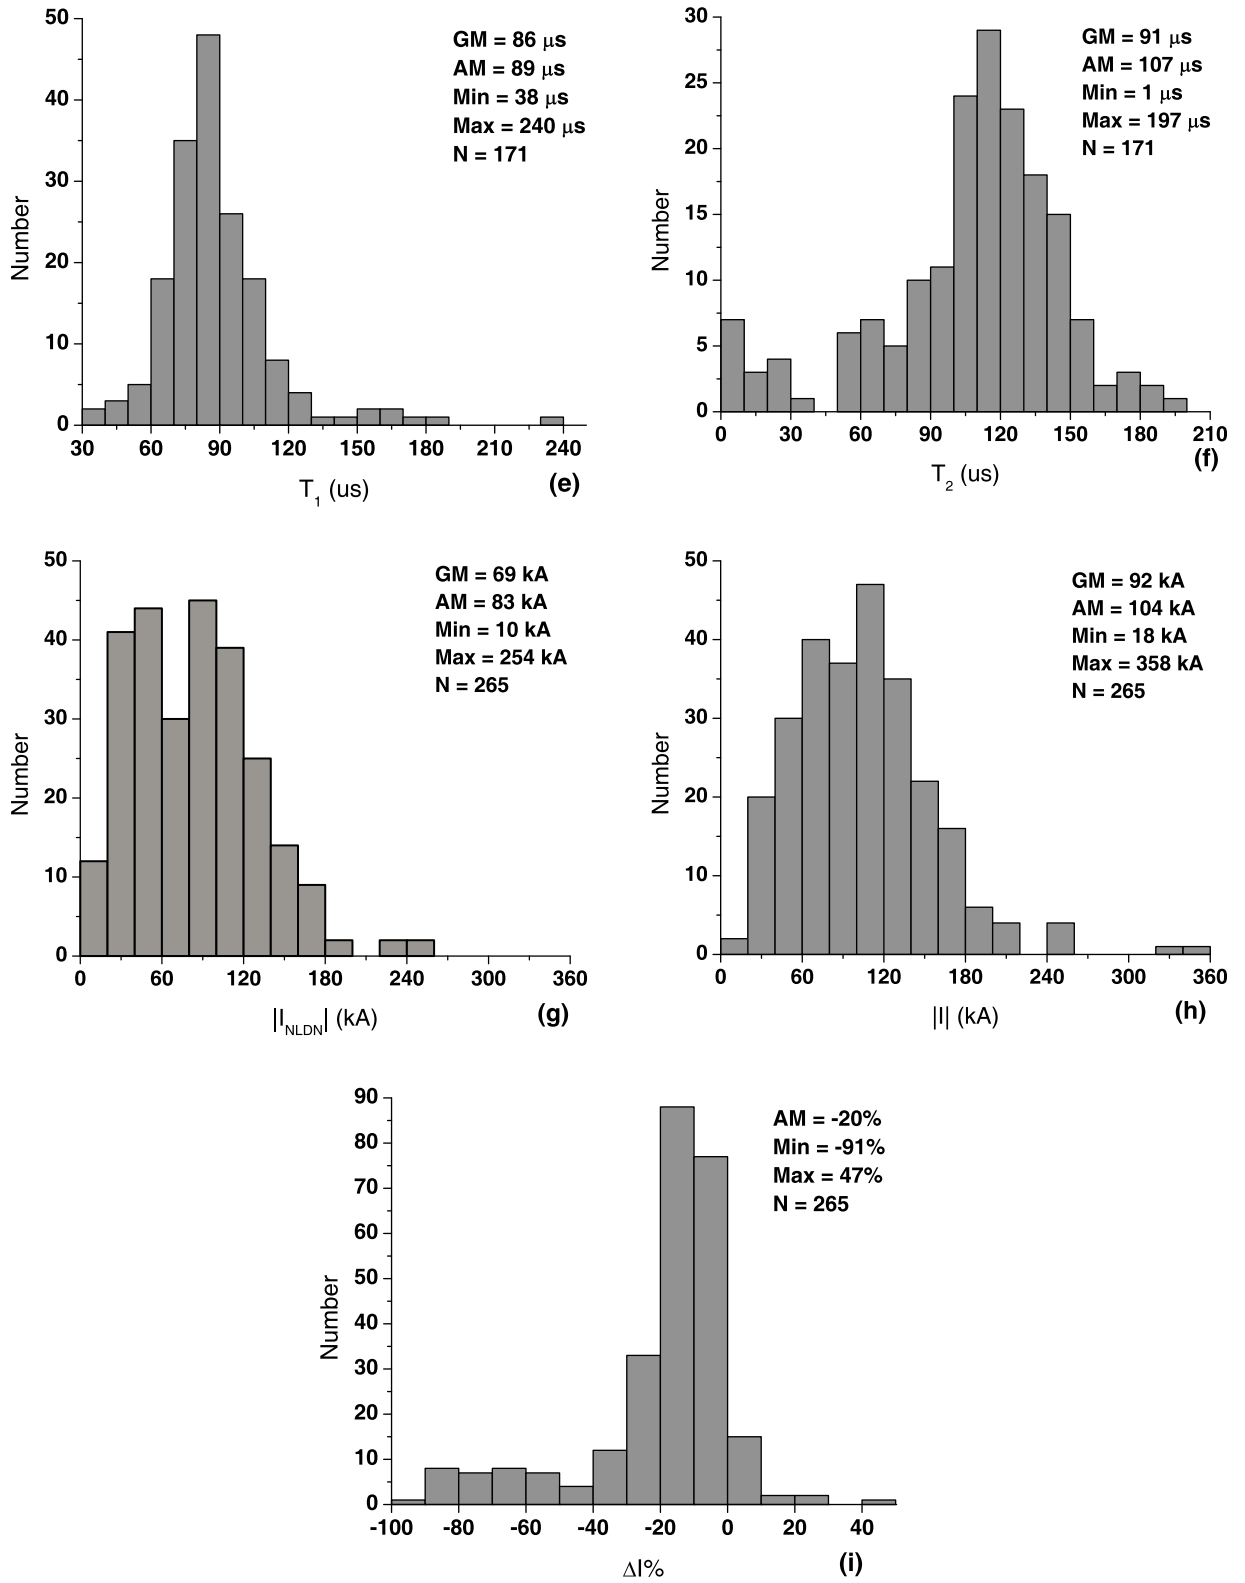 50
40
30
20
10
0
Number
30 60 90 120 150 180 210 240
T1 (us)
(e)
GM = 86 μs
AM = 89 μs
Min = 38 μs
Max = 240 μs
N = 171
30
25
20
15
10
5
0
Number
0 30 60 90 120 150 180 210
T2 (us)
(f)
GM = 91 μs
AM = 107 μs
Min = 1 μs
Max = 197 μs
N = 171
50
40
30
20
10
0
Number
0 60 120 180 240 300 360
|INLDN| (kA)
(g)
GM = 69 kA
AM = 83 kA
Min = 10 kA
Max = 254 kA
N = 265
50
40
30
20
10
0
Number
0 60 120 180 240 300 360
|I| (kA)
(h)
GM = 92 kA
AM = 104 kA
Min = 18 kA
Max = 358 kA
N = 265
90
80
70
60
50
40
30
20
10
0
Number
-100 -80 -60 -40 -20 0 20 40
ΔI%
(i)
AM = -20%
Min = -91%
Max = 47%
N = 265